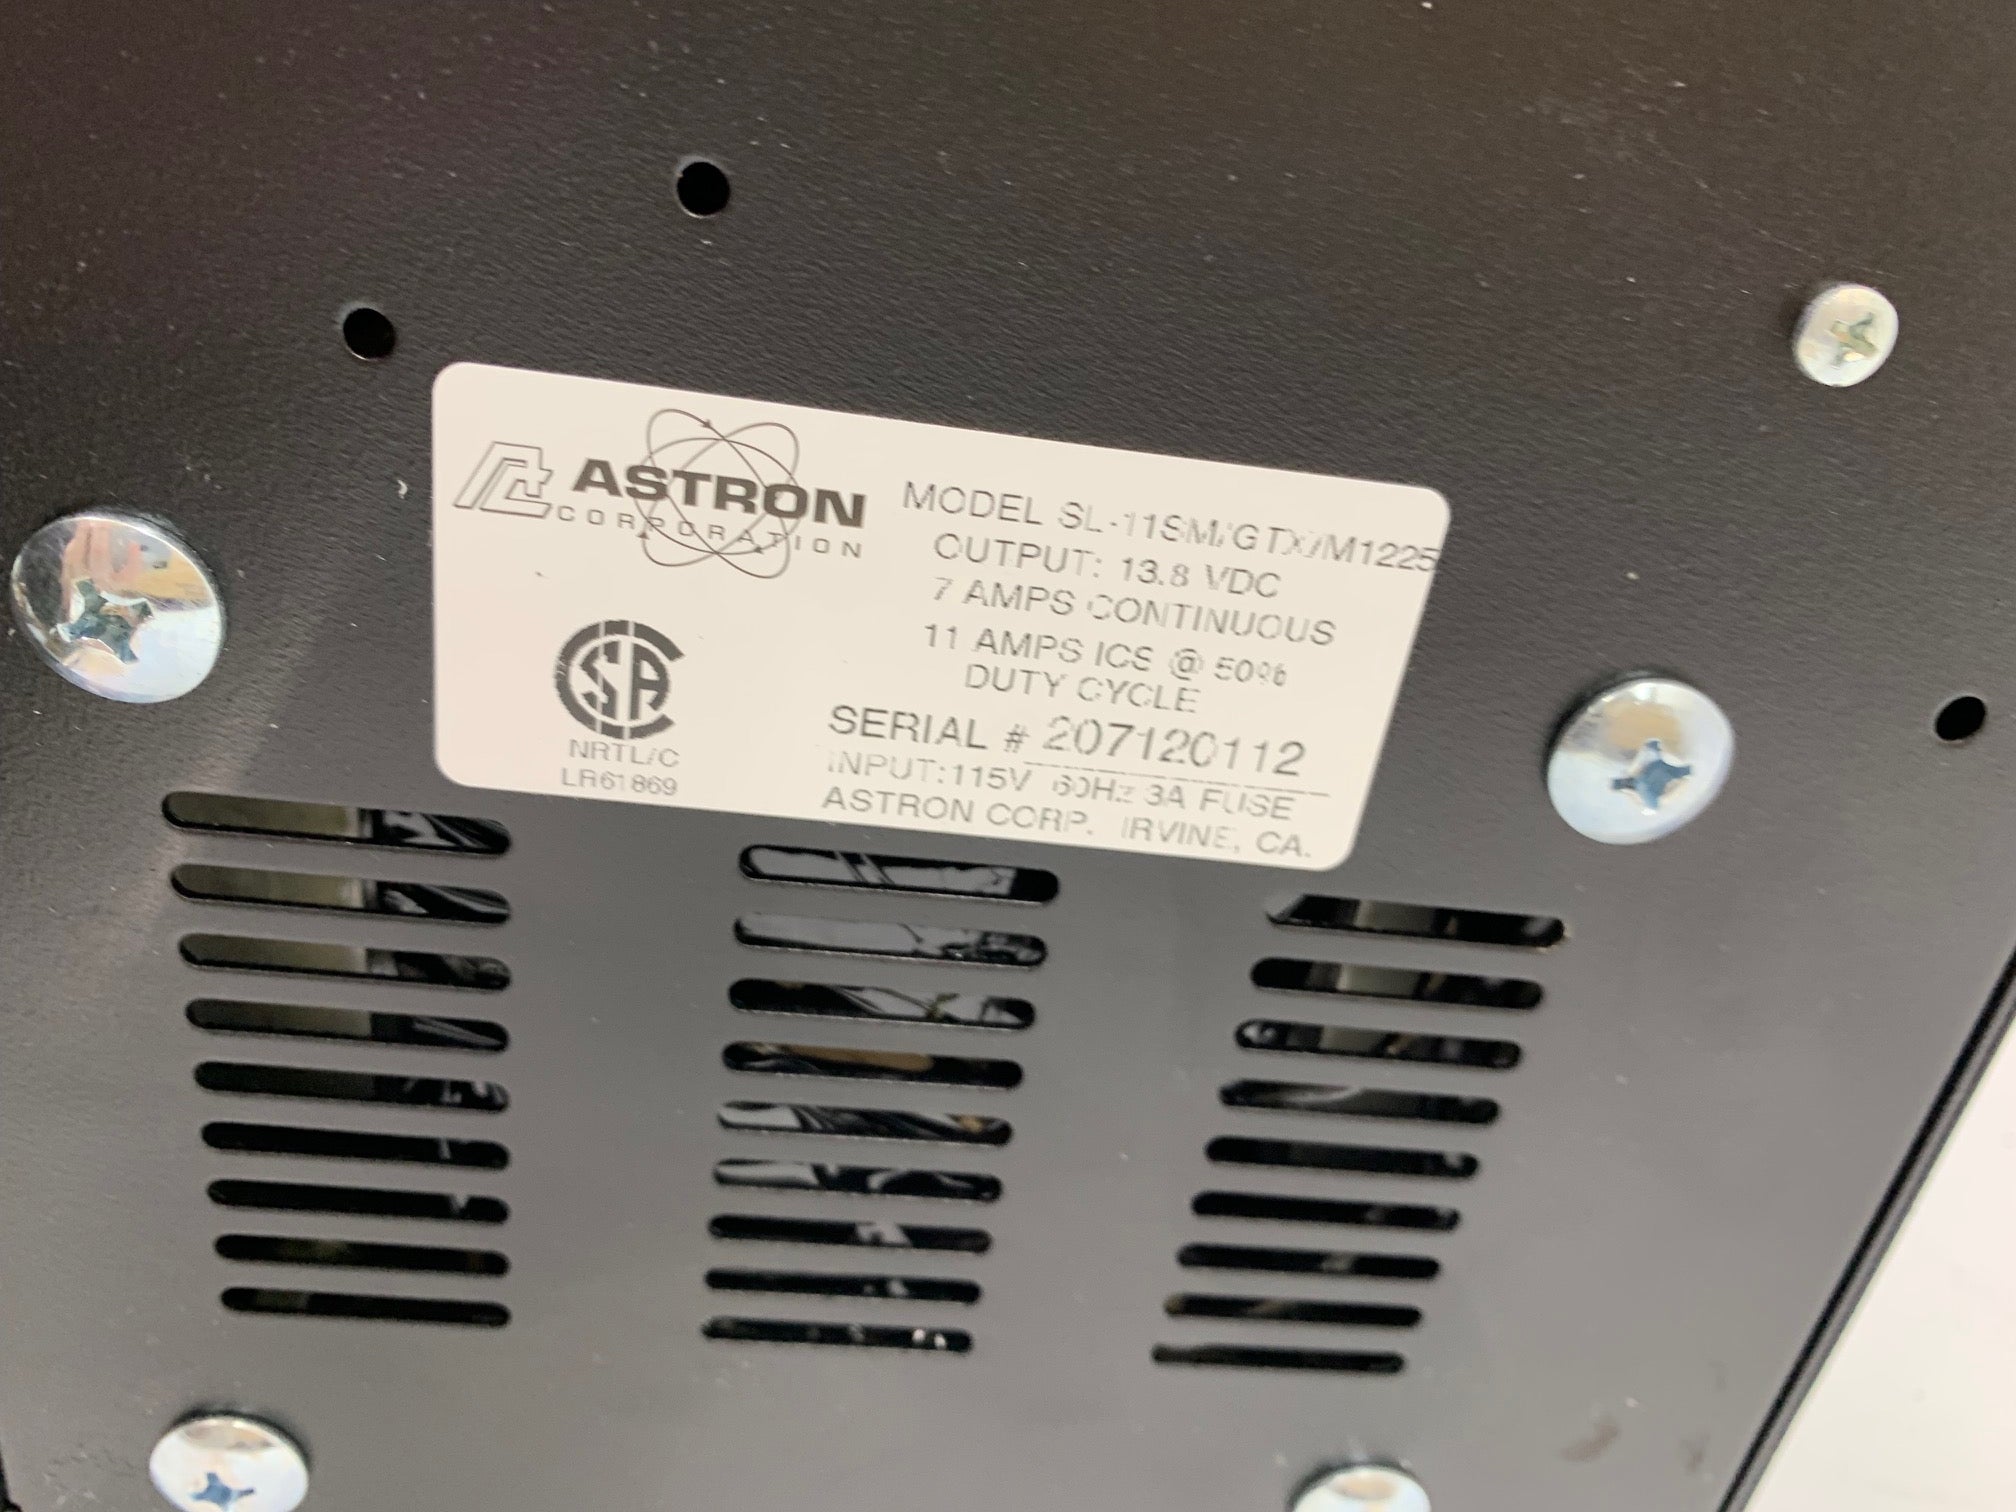 ASTRON
CORPORATION
MODEL SL-11SM/GTX/M1225
OUTPUT: 13.8 VDC
7 AMPS CONTINUOUS
11 AMPS ICS @ 50%
DUTY CYCLE
SERIAL # 207120112
INPUT: 115V 60Hz 3A FUSE
ASTRON CORP. IRVINE, CA.
CSA
NRTL/C
LR61869